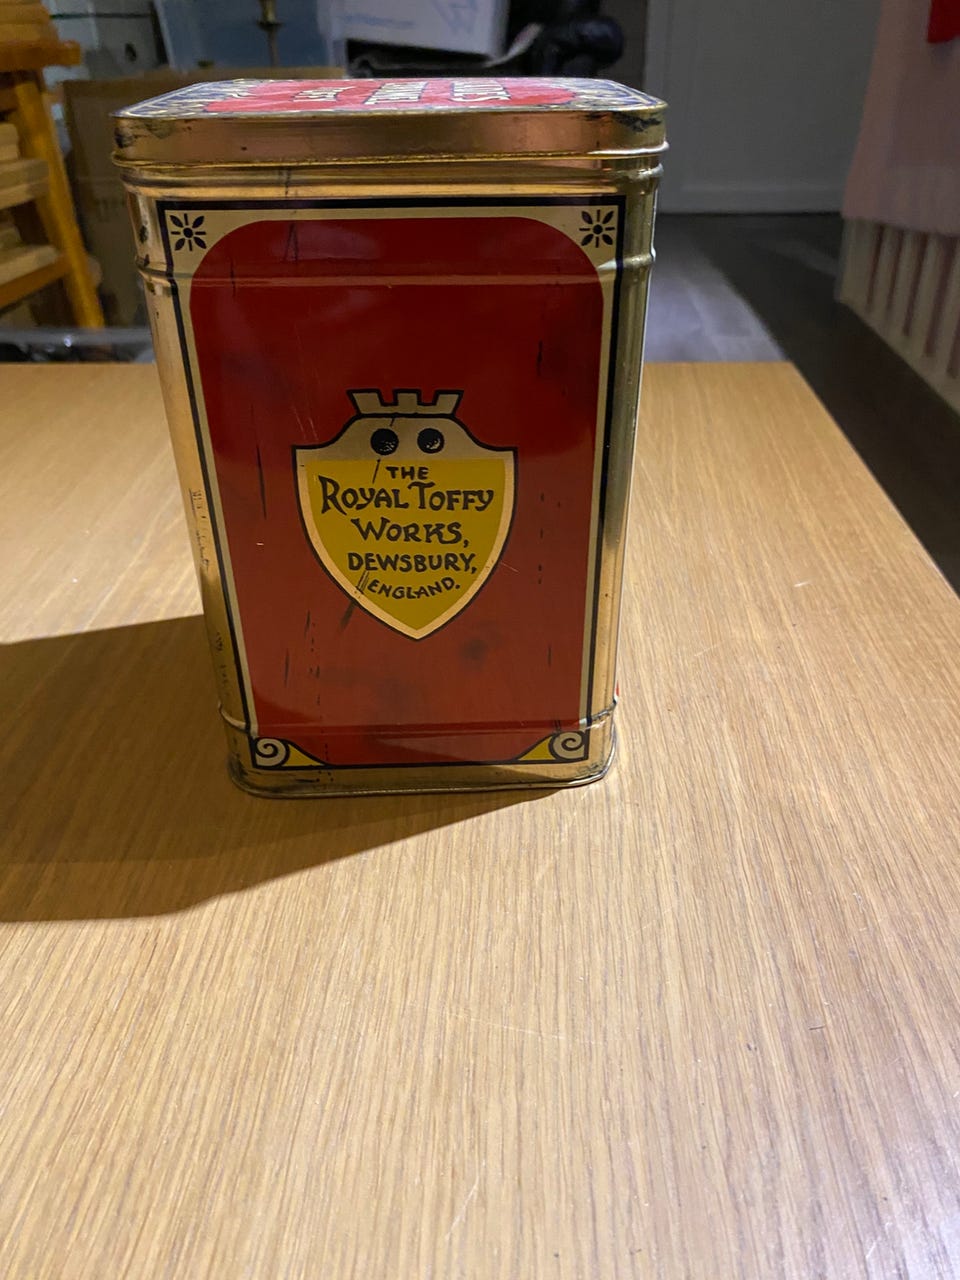 THE
ROYAL TOFFY
WORKS,
DEWSBURY,
ENGLAND.